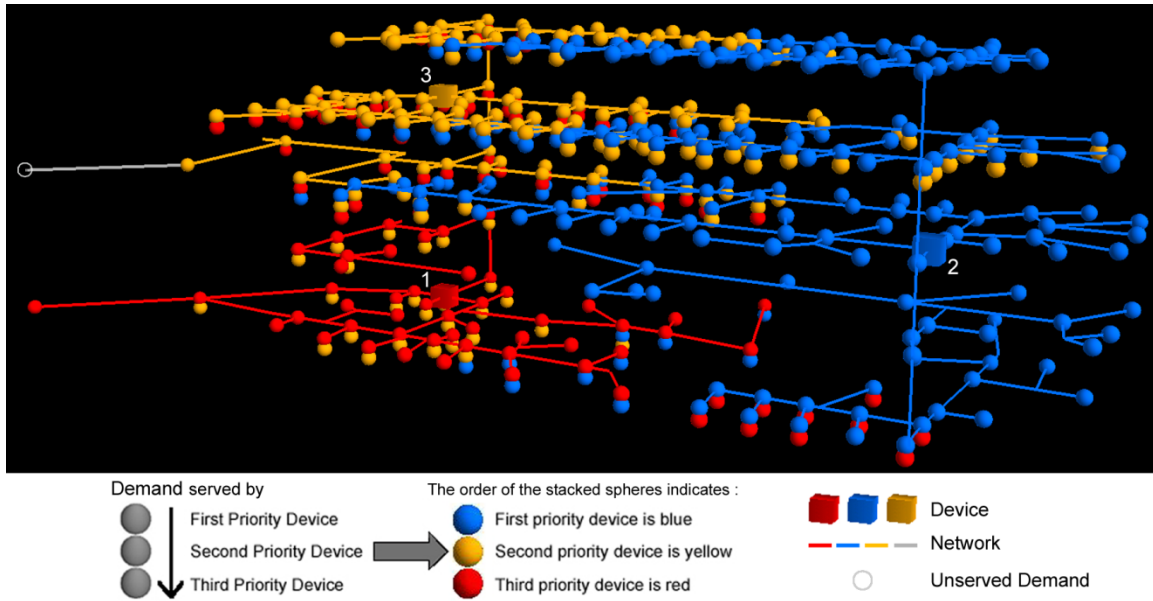 3
2
1
Demand served by
First Priority Device
Second Priority Device
Third Priority Device
The order of the stacked spheres indicates :
First priority device is blue
Second priority device is yellow
Third priority device is red
Device
Network
Unserved Demand